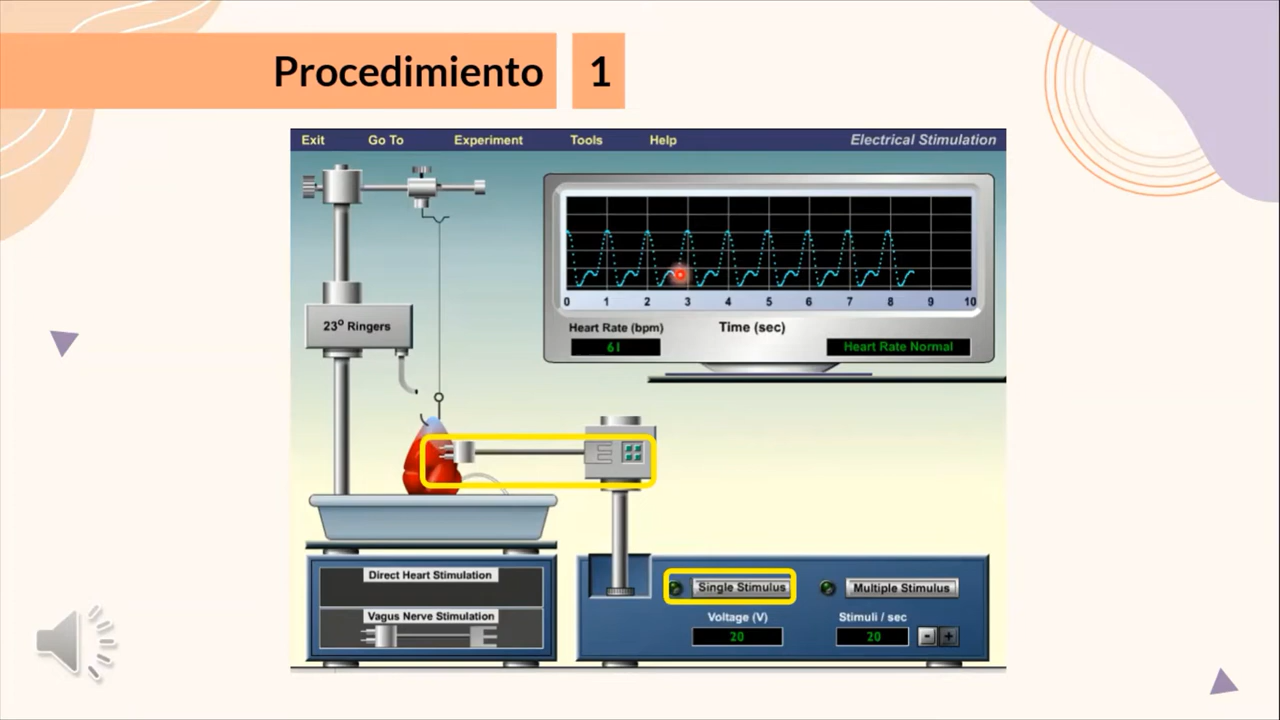 Procedimiento 1
Exit Go To Experiment Tools Help Electrical Stimulation
0 1 2 3 4 5 6 7 8 9 10
Heart Rate (bpm) Time (sec)
61 Heart Rate Normal
23° Ringers
Direct Heart Stimulation
Vagus Nerve Stimulation
Single Stimulus Multiple Stimulus
Voltage (V) Stimuli / sec
20 20 - +